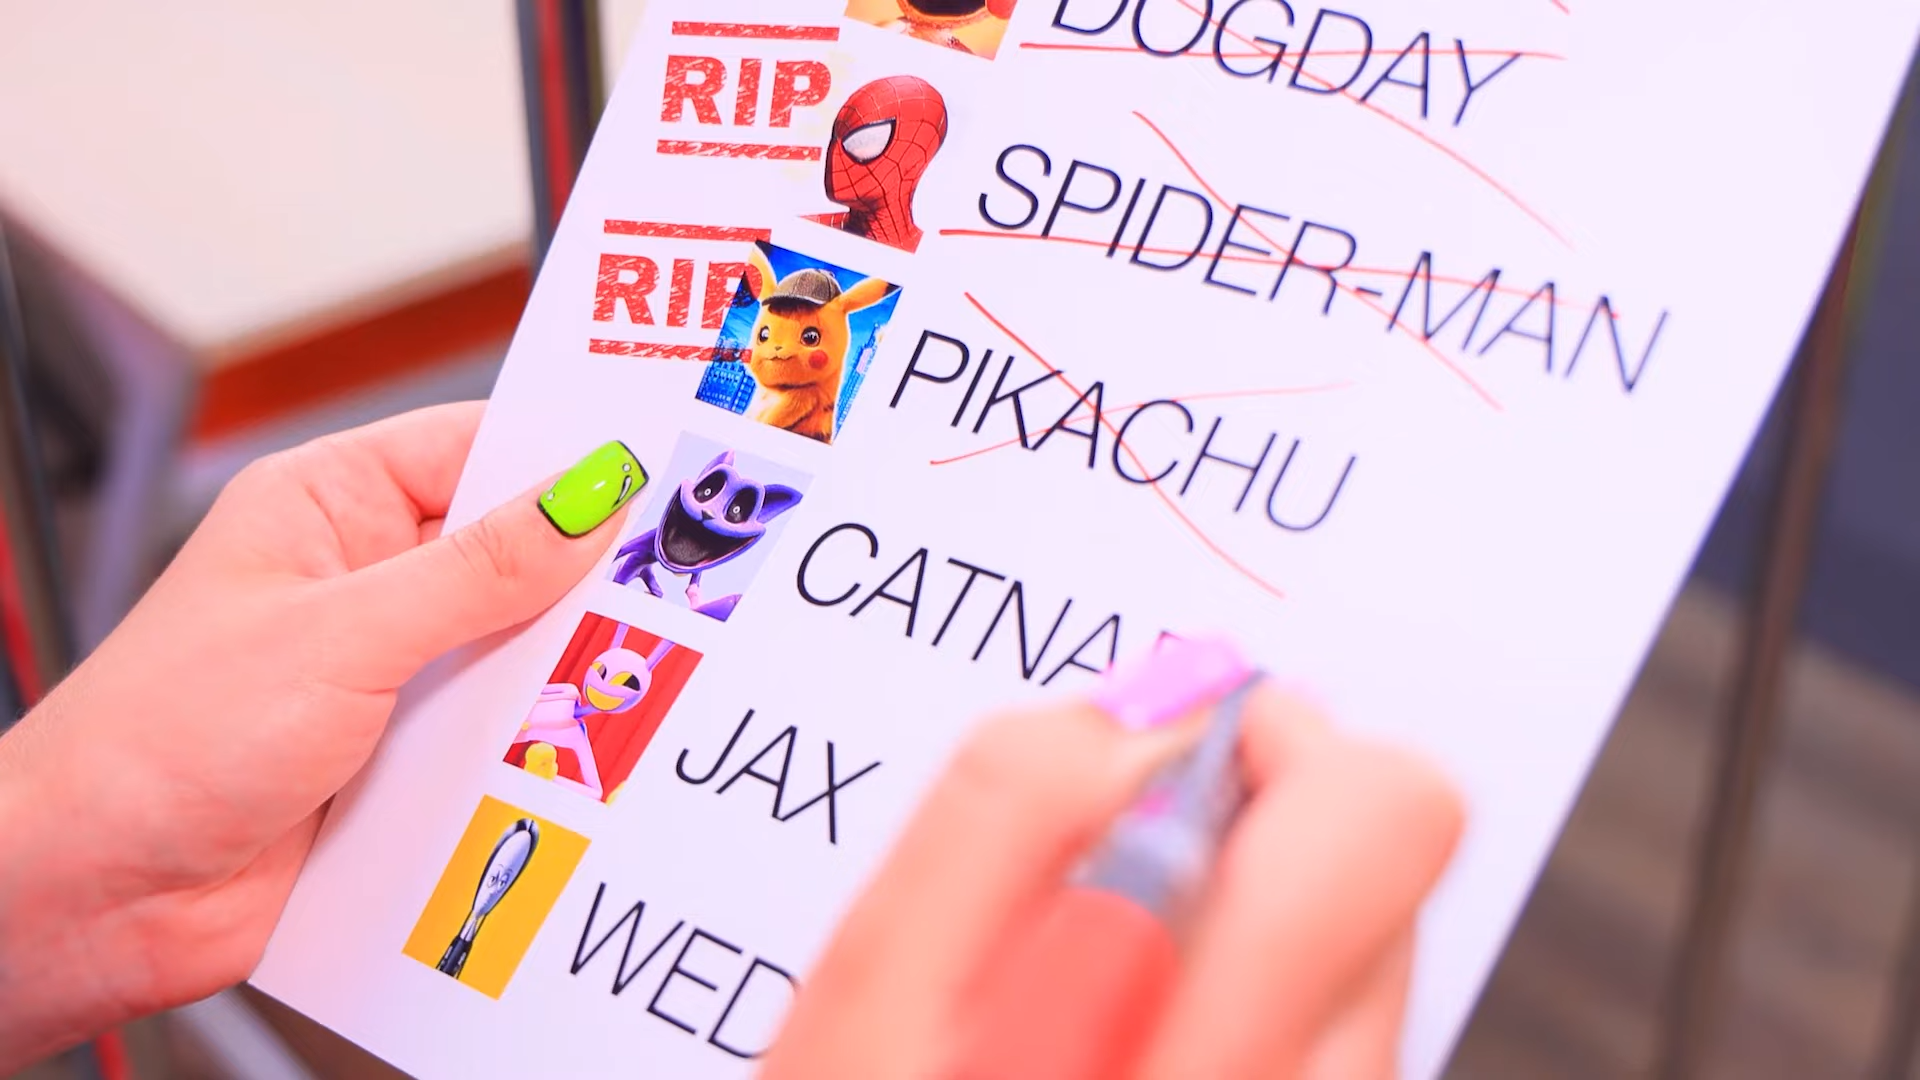 DOGDAY
RIP SPIDER-MAN
RIP PIKACHU
CATNA
JAX
WED